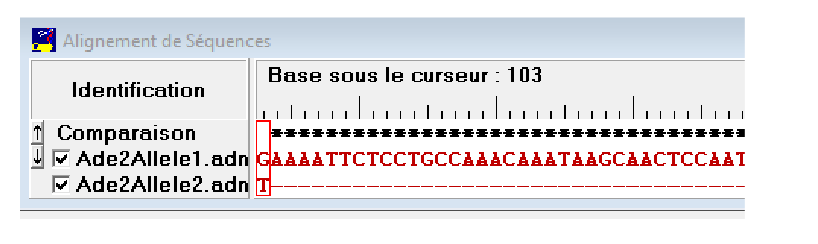 Alignement de Séquences
Identification
Base sous le curseur : 103
Comparaison ***********************************
Ade2Allele1.adn GAAAATTCTCCTGCCAAACAAATAAGCAACTCCAAT
Ade2Allele2.adn T-----------------------------------